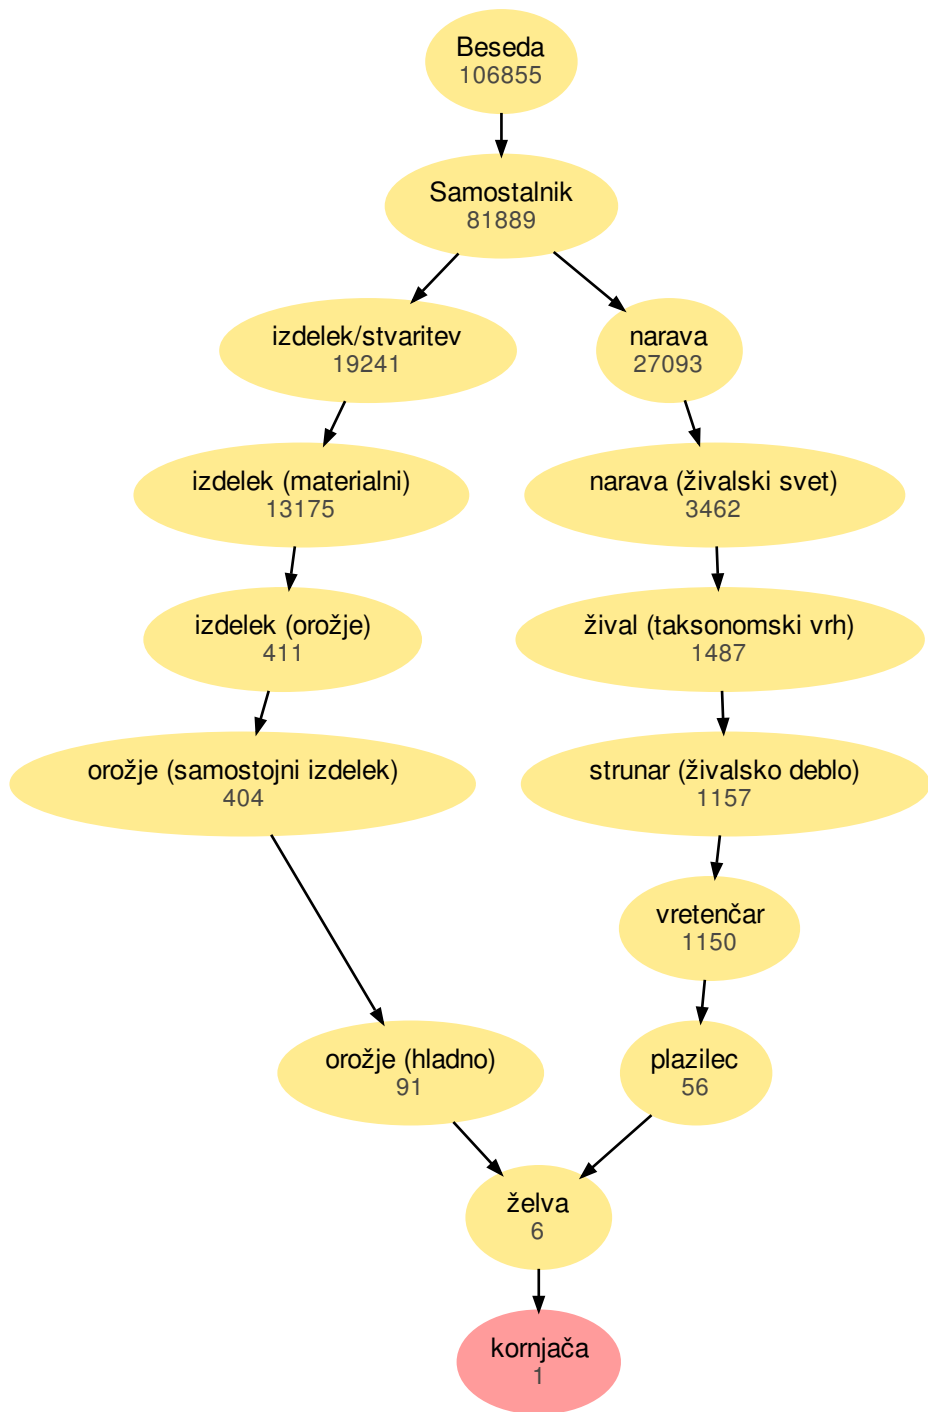 Beseda
106855
Samostalnik
81889
izdelek/stvaritev
19241
narava
27093
izdelek (materialni)
13175
narava (živalski svet)
3462
izdelek (orožje)
411
žival (taksonomski vrh)
1487
orožje (samostojni izdelek)
404
strunar (živalsko deblo)
1157
vretenčar
1150
orožje (hladno)
91
plazilec
56
želva
6
kornjača
1